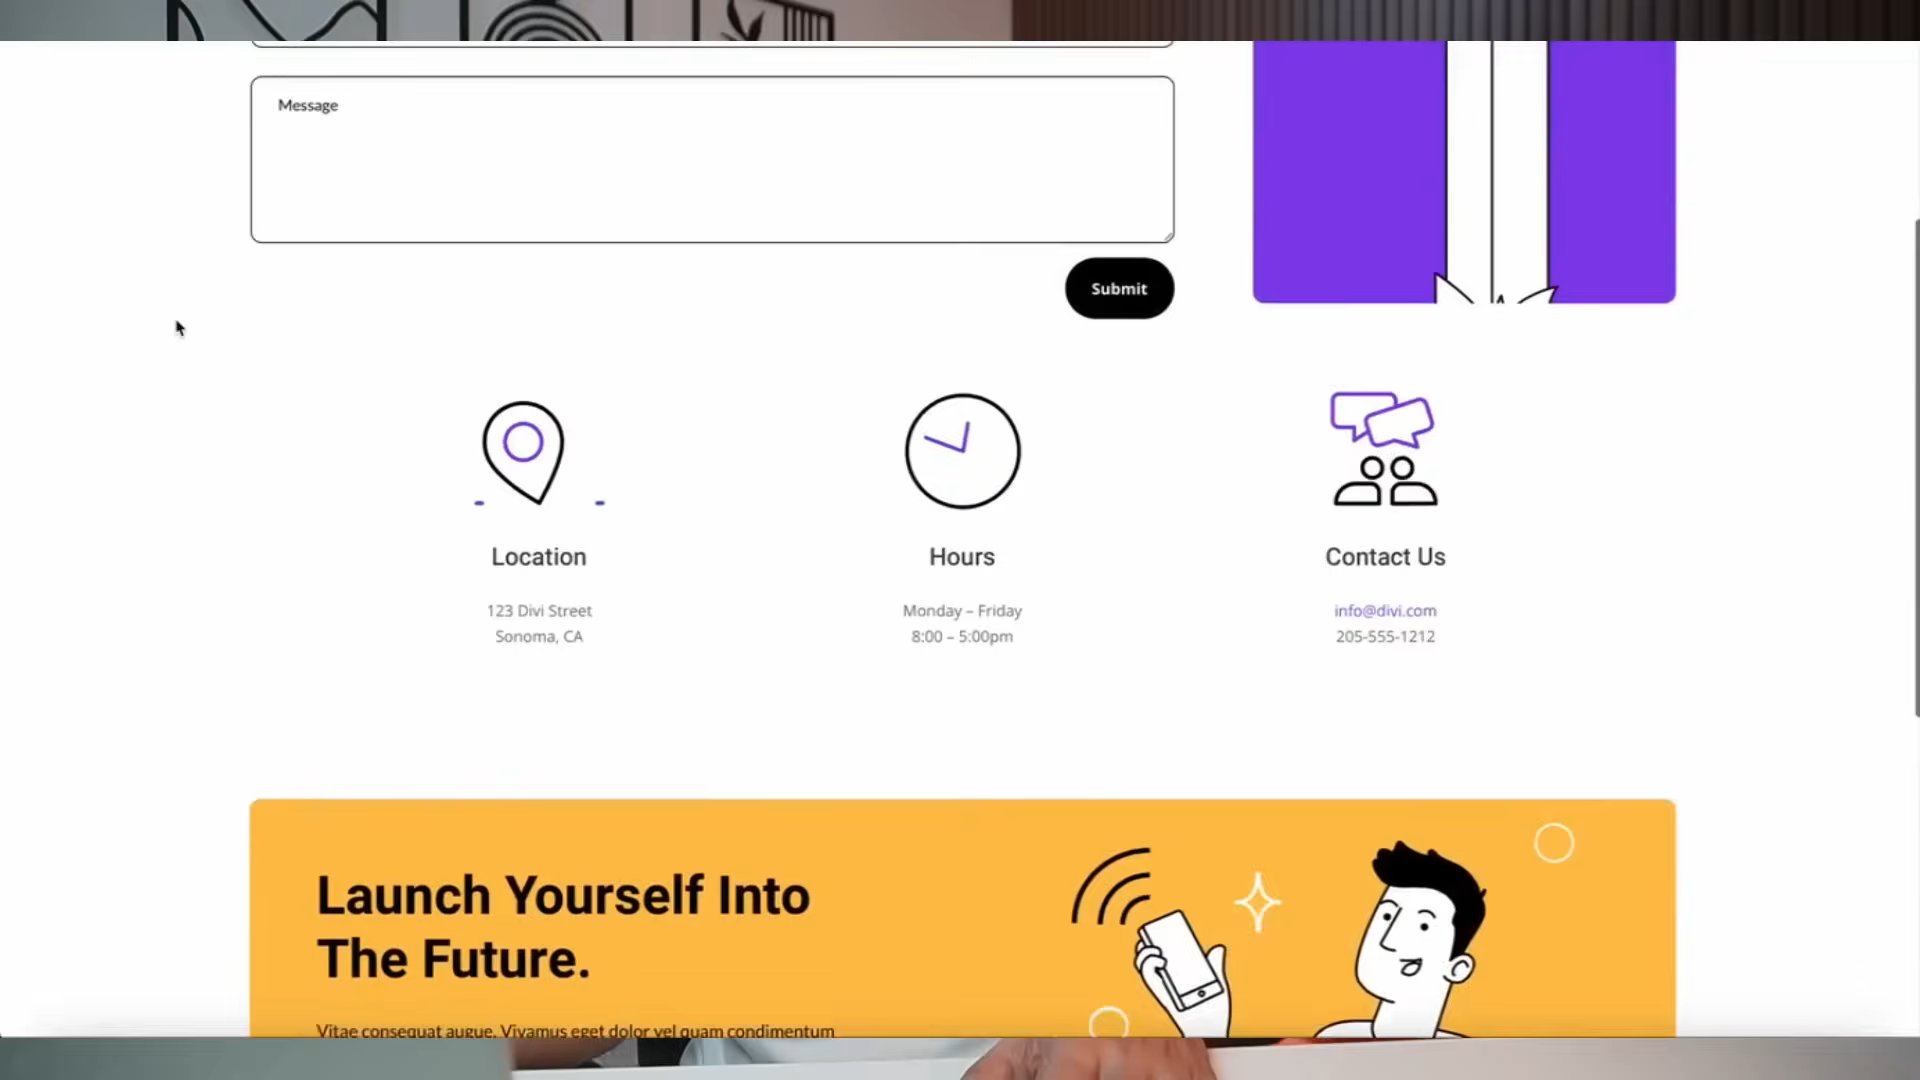 Message
Submit
Location
123 Divi Street
Sonoma, CA
Hours
Monday – Friday
8:00 – 5:00pm
Contact Us
info@divi.com
205-555-1212
Launch Yourself Into
The Future.
Vitae consequat augue. Vivamus eget dolor vel quam condimentum